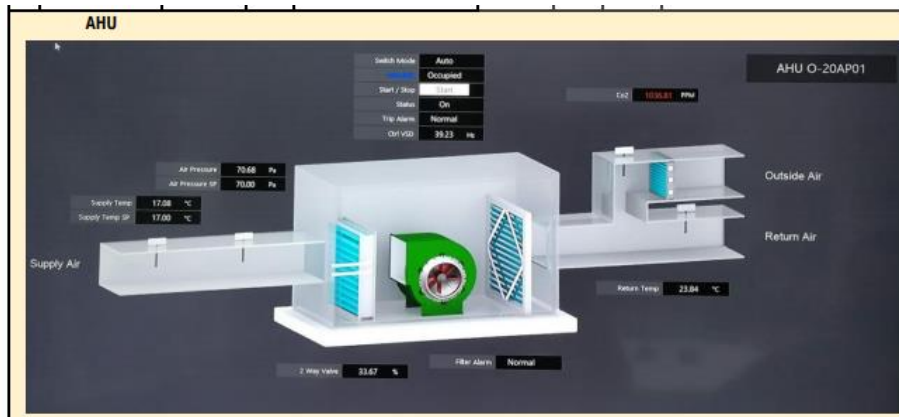 AHU
AHU O-20AP01
Switch Mode Auto
Occupied
Start / Stop Start
Status On
Trip Alarm Normal
Ctrl VSD 39.23 Hz
Co2 1036.81 PPM
Air Pressure 70.68 Pa
Air Pressure SP 70.00 Pa
Supply Temp 17.08 °C
Supply Temp SP 17.00 °C
Outside Air
Return Air
Supply Air
Return Temp 23.84 °C
2 Way Valve 33.67 %
Filter Alarm Normal